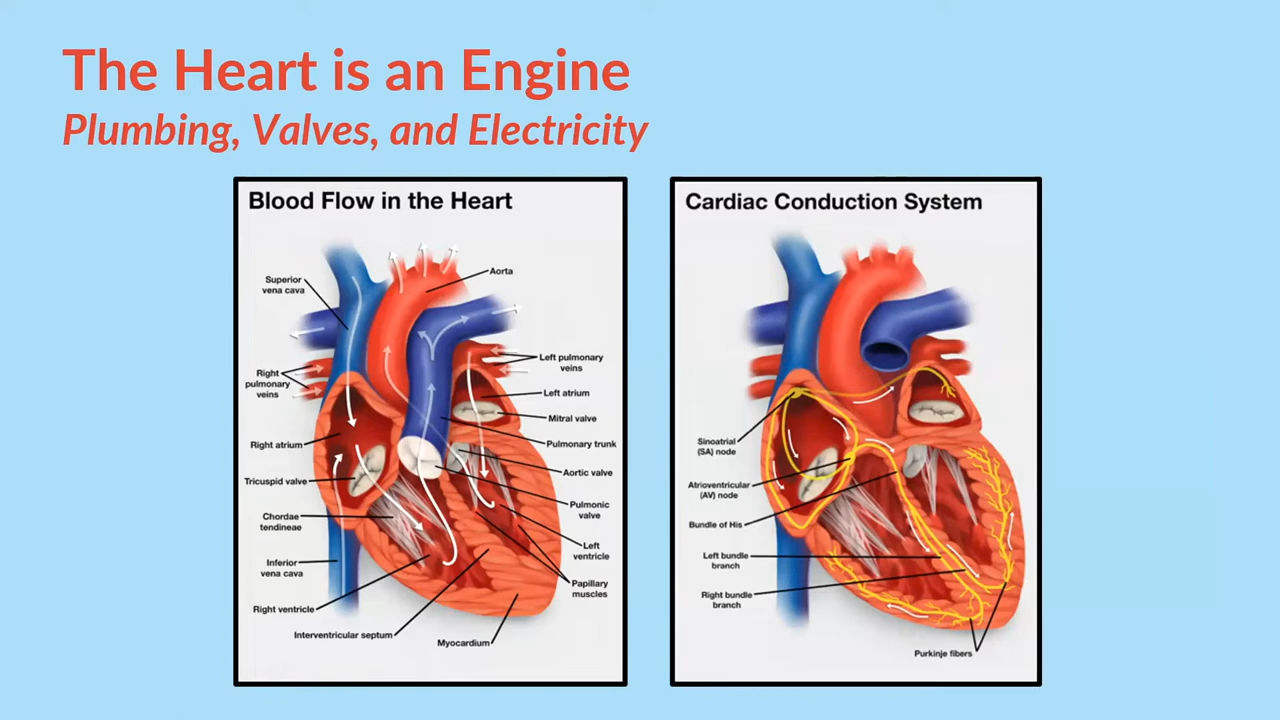 The Heart is an Engine
Plumbing, Valves, and Electricity
Blood Flow in the Heart
Superior
vena cava
Aorta
Right
pulmonary
veins
Left pulmonary
veins
Left atrium
Mitral valve
Right atrium
Pulmonary trunk
Tricuspid valve
Aortic valve
Chordae
tendineae
Pulmonic
valve
Inferior
vena cava
Left
ventricle
Papillary
muscles
Right ventricle
Interventricular septum
Myocardium
Cardiac Conduction System
Sinoatrial
(SA) node
Atrioventricular
(AV) node
Bundle of His
Left bundle
branch
Right bundle
branch
Purkinje fibers